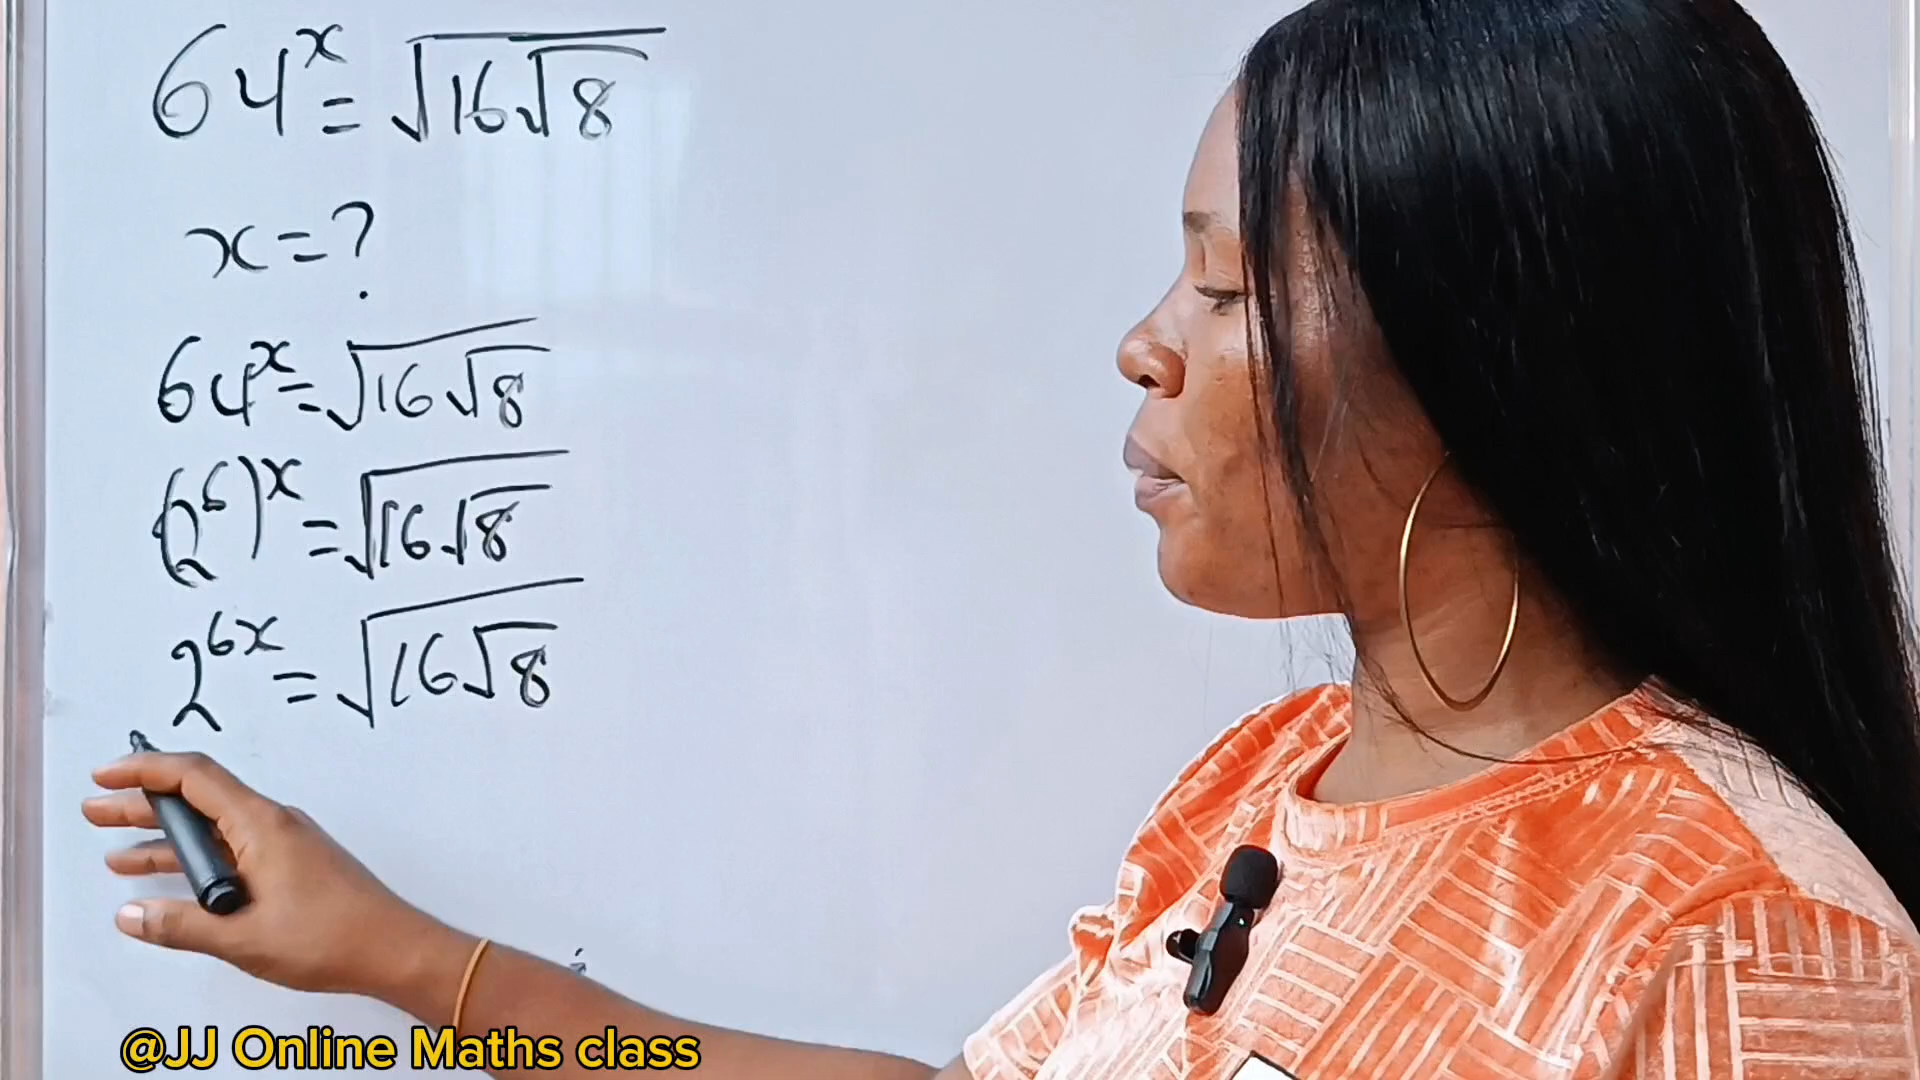 64^x = √(16√8)
x = ?
64^x = √(16√8)
(2^6)^x = √(16√8)
2^6x = √(16√8)
@JJ Online Maths class